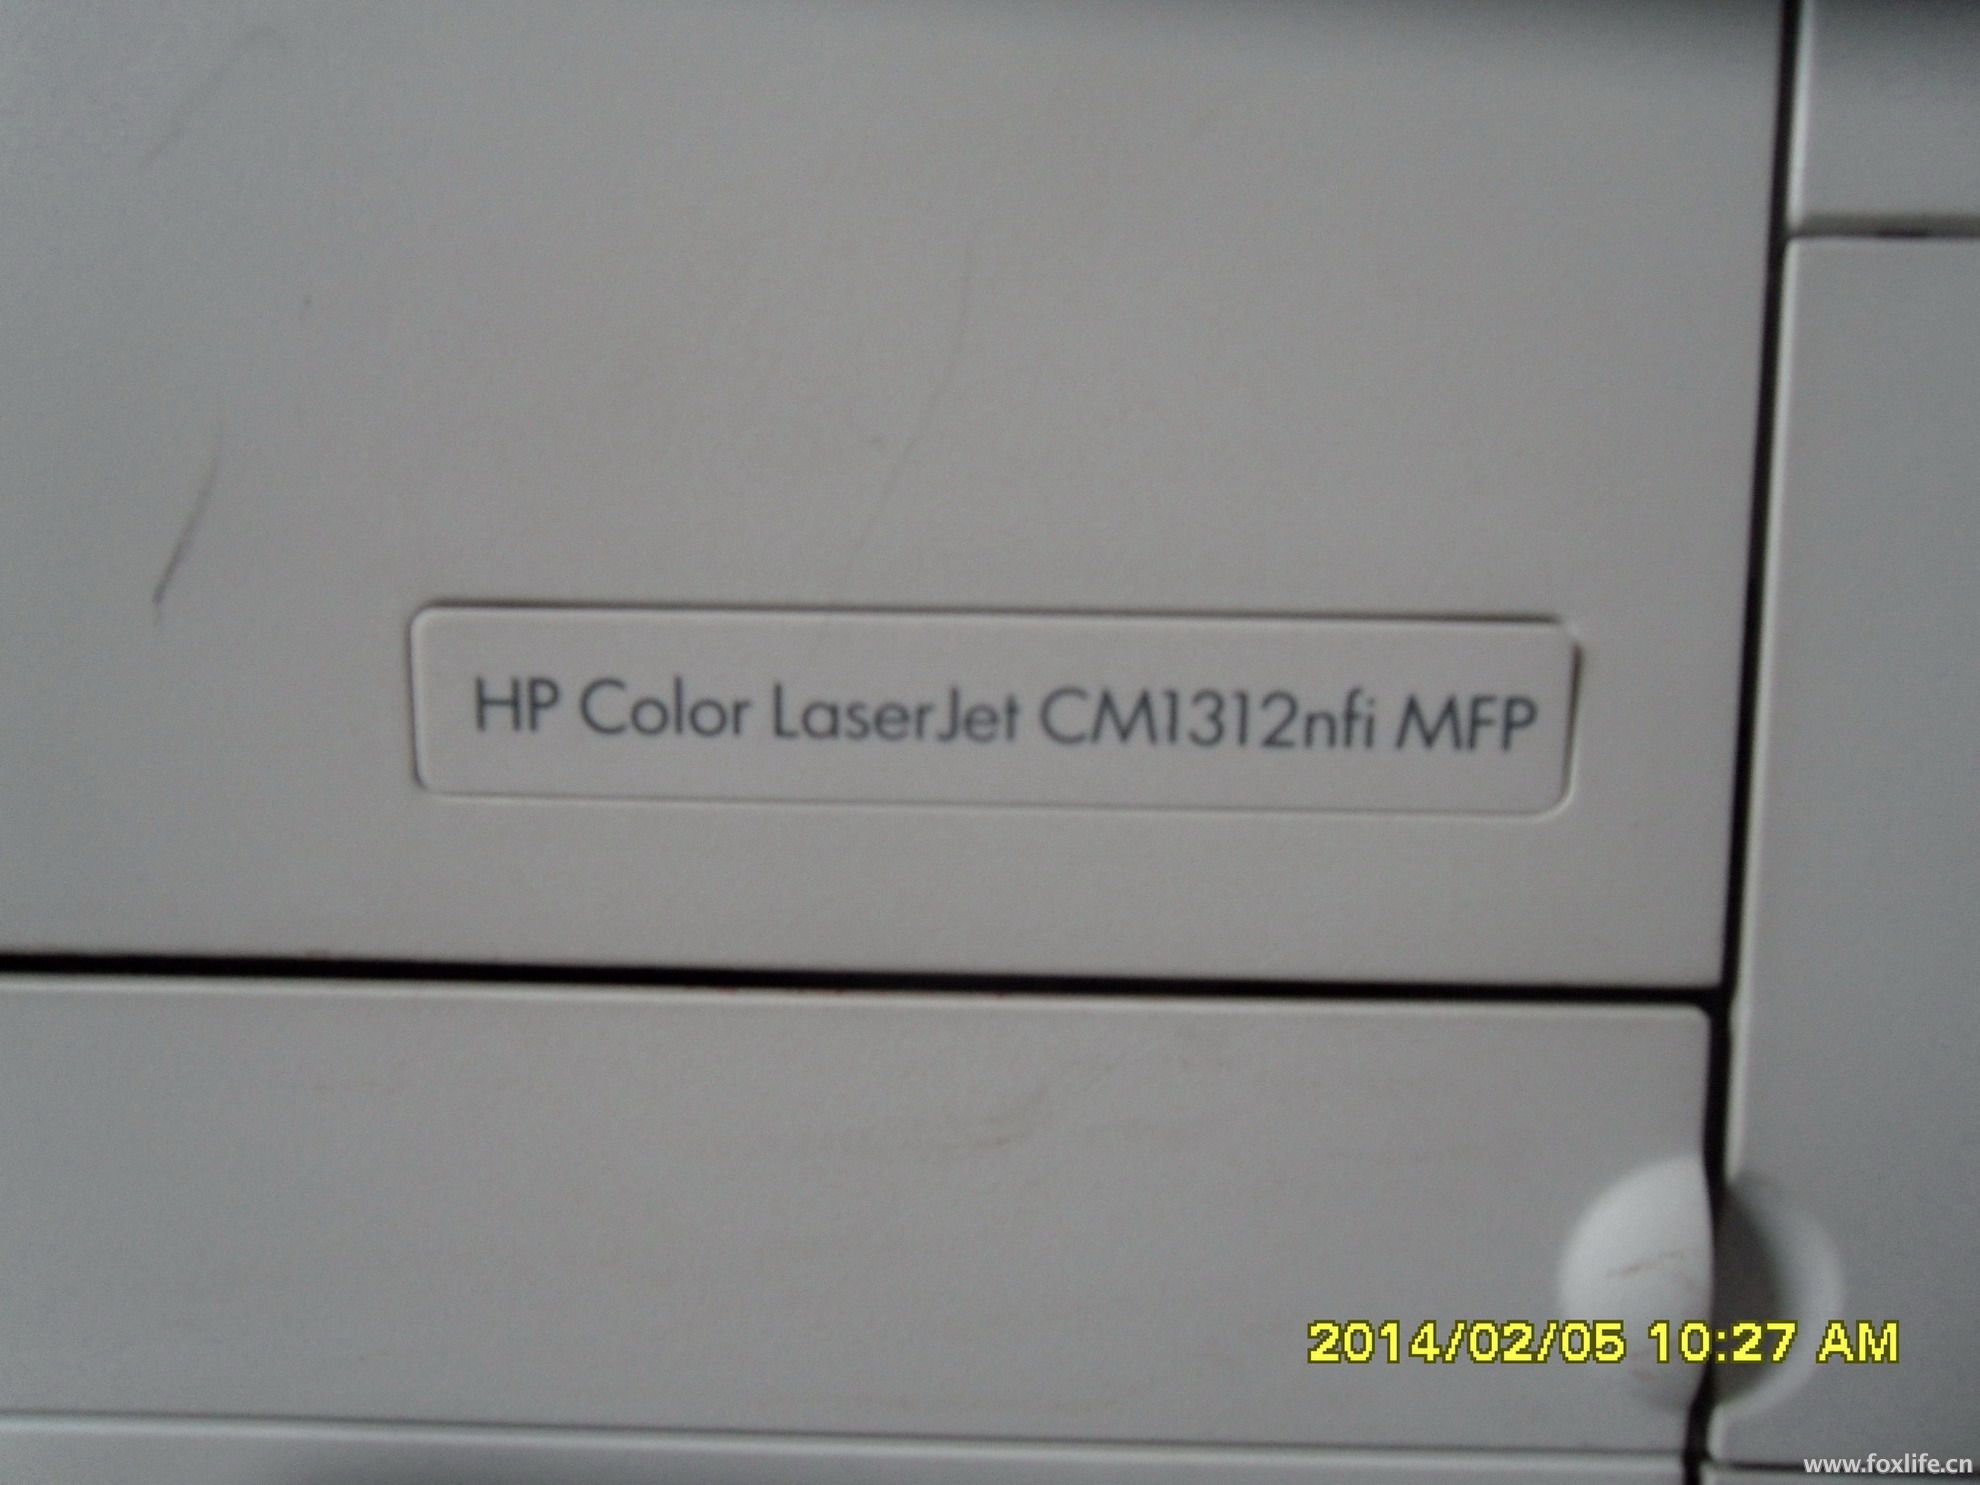 HP Color LaserJet CM1312nfi MFP
2014/02/05 10:27 AM
www.foxlife.cn